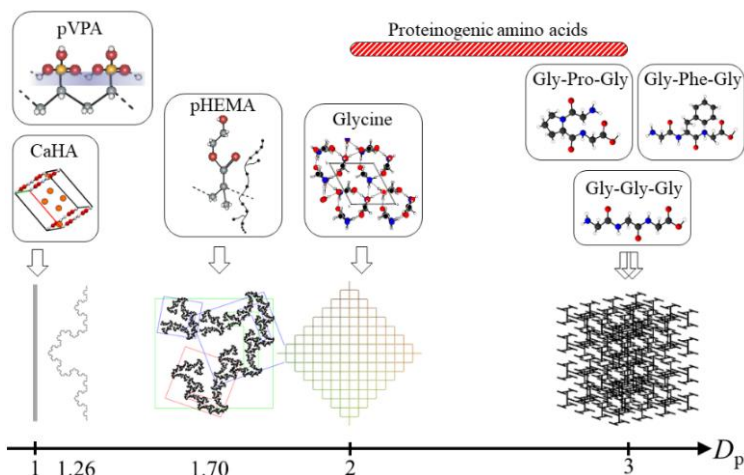 pVPA
Proteinogenic amino acids
pHEMA
Glycine
Gly-Pro-Gly
Gly-Phe-Gly
CaHA
Gly-Gly-Gly
1
1.26
1.70
2
3
Dp